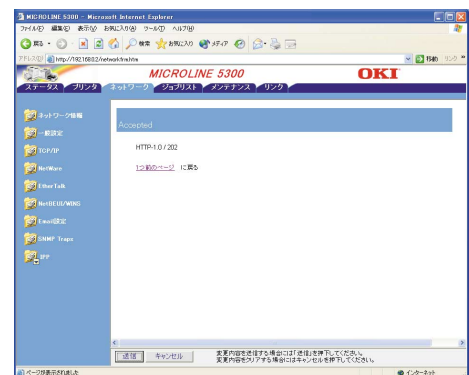 MICROLINE 5300 - Microsoft Internet Explorer
ファイル(F) 編集(E) 表示(V) お気に入り(A) ツール(T) ヘルプ(H)
戻る 検索 お気に入り メディア
アドレス(D) http://192.168.0.2/network/fra.htm 移動 リンク
MICROLINE 5300 OKI
ステータス プリンタ ネットワーク ジョブリスト メンテナンス リンク
ネットワーク情報
一般設定
TCP/IP
NetWare
EtherTalk
NetBEUI/WINS
Email設定
SNMP Traps
IPP
Accepted
HTTP-1.0 / 202
1つ前のページ に戻る
送信 キャンセル
変更内容を送信する場合には「送信」を押下してください。
変更内容をクリアする場合にはキャンセルを押下してください。
ページが表示されました インターネット